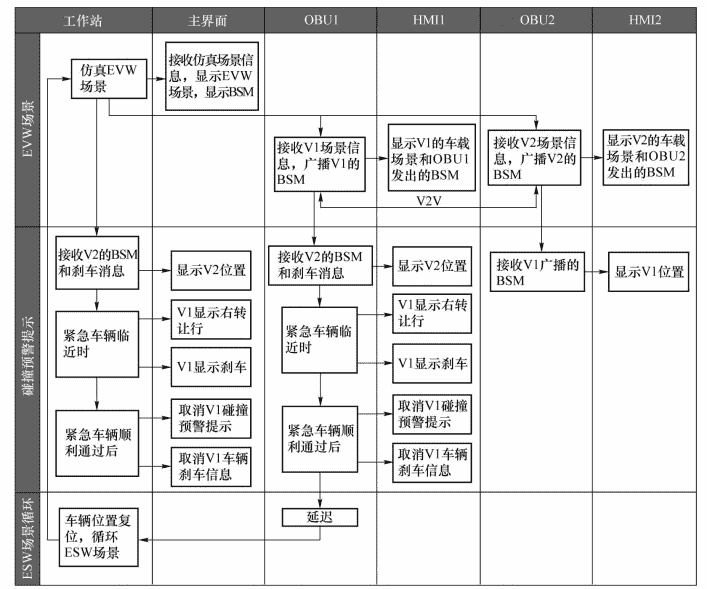 工作站
主界面
OBU1
HMI1
OBU2
HMI2
EVW场景
仿真EVW
场景
接收仿真场景信
息，显示EVW
场景，显示BSM
接收V1场景信
息，广播V1的
BSM
显示V1的车载
场景和OBU1
发出的BSM
接收V2场景信
息，广播V2的
BSM
显示V2的车载
场景和OBU2
发出的BSM
V2V
碰撞预警提示
接收V2的BSM
和刹车消息
显示V2位置
接收V2的BSM
和刹车消息
显示V2位置
接收V1广播的
BSM
显示V1位置
紧急车辆临
近时
V1显示右转
让行
V1显示刹车
紧急车辆临
近时
V1显示右转
让行
V1显示刹车
紧急车辆顺
利通过后
取消V1碰撞
预警提示
取消V1车辆
刹车信息
紧急车辆顺
利通过后
取消V1碰撞
预警提示
取消V1车辆
刹车信息
ESW场景循环
车辆位置复
位，循环
ESW场景
延迟